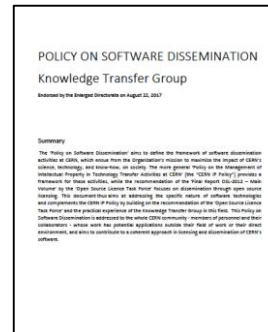 POLICY ON SOFTWARE DISSEMINATION
Knowledge Transfer Group
Endorsed by the Enlarged Directorate on August 22, 2017
Summary
The 'Policy on Software Dissemination' aims to define the framework of software dissemination
activities at CERN, which ensue from the Organization's mission to maximize the impact of CERN's
science, technology, and know-how, on society. The more general 'Policy on the Management of
Intellectual Property in Technology Transfer Activities at CERN' (the "CERN IP Policy") provides a
framework for these activities, while the recommendation of the 'Final Report OSL-2012 – Main
Volume' by the 'Open Source Licence Task Force' focuses on dissemination through open source
licensing. This document thus aims at addressing the specific nature of software technologies
and complements the CERN IP Policy by building on the recommendation of the 'Open Source Licence
Task Force' and the practical experience of the Knowledge Transfer Group in this field. This Policy on
Software Dissemination is addressed to the whole CERN community - members of personnel and their
collaborators - whose work has potential applications outside their field of work or their direct
environment, and aims to contribute to a coherent approach in licensing and dissemination of CERN's
software.